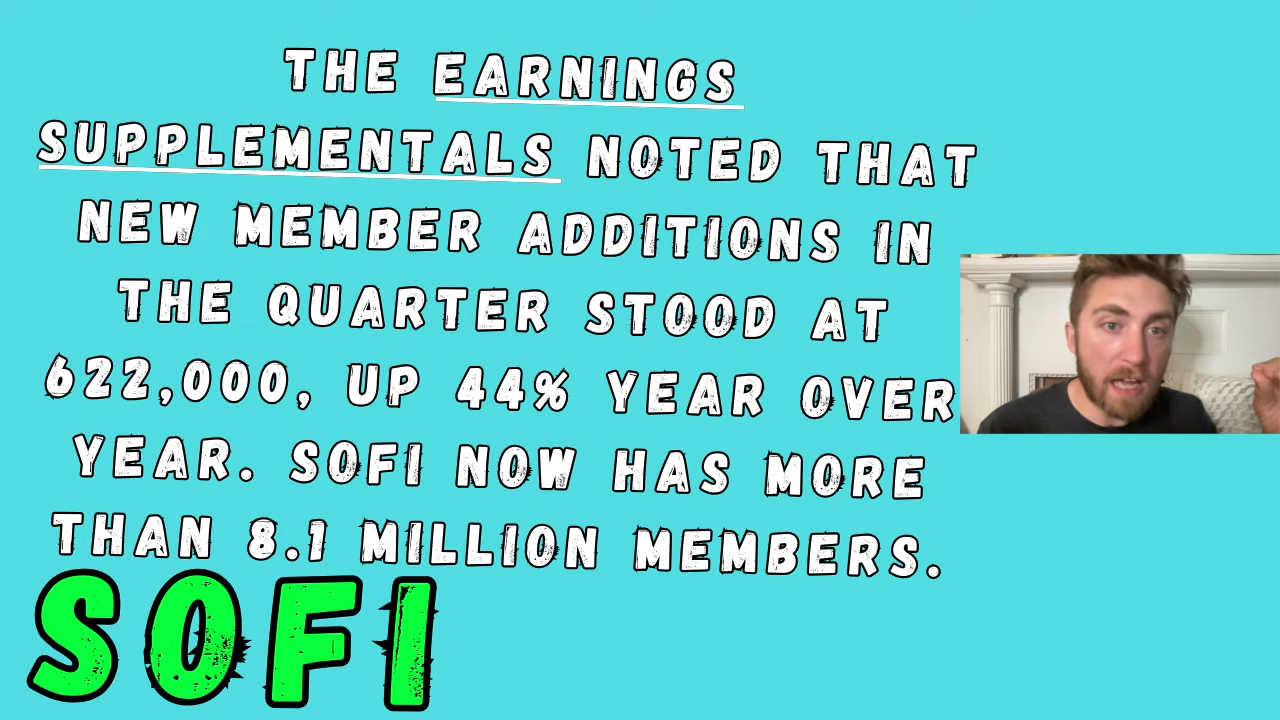 THE EARNINGS
SUPPLEMENTALS NOTED THAT
NEW MEMBER ADDITIONS IN
THE QUARTER STOOD AT
622,000, UP 44% YEAR OVER
YEAR. SOFI NOW HAS MORE
THAN 8.1 MILLION MEMBERS.
SOFI